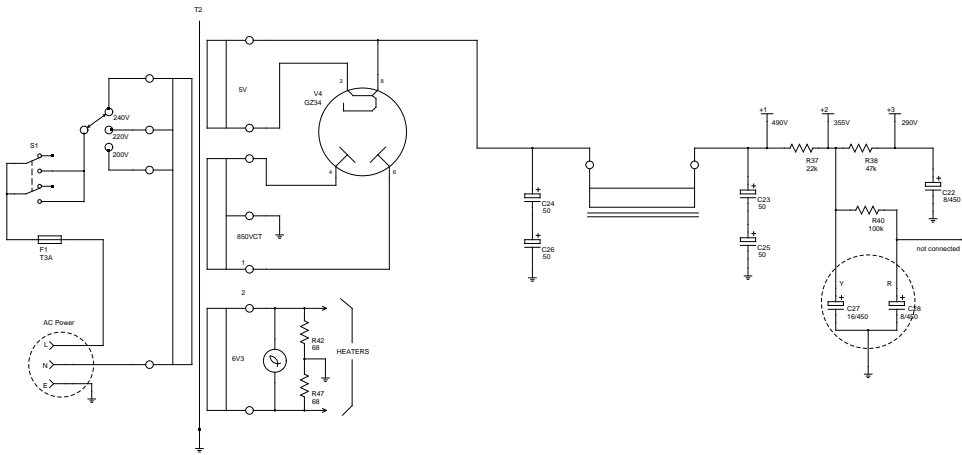 T2
5V
2
8
V4
GZ34
240V
220V
200V
S1
4
6
850VCT
1
F1
T3A
2
AC Power
L
N
E
6V3
R42
68
R47
68
HEATERS
+
C24
50
+
C26
50
+1
490V
+2
355V
+3
290V
R37
22k
R38
47k
+
C23
50
+
C25
50
+
C22
8/450
R40
100k
not connected
Y
R
+
C27
16/450
+
C28
8/450